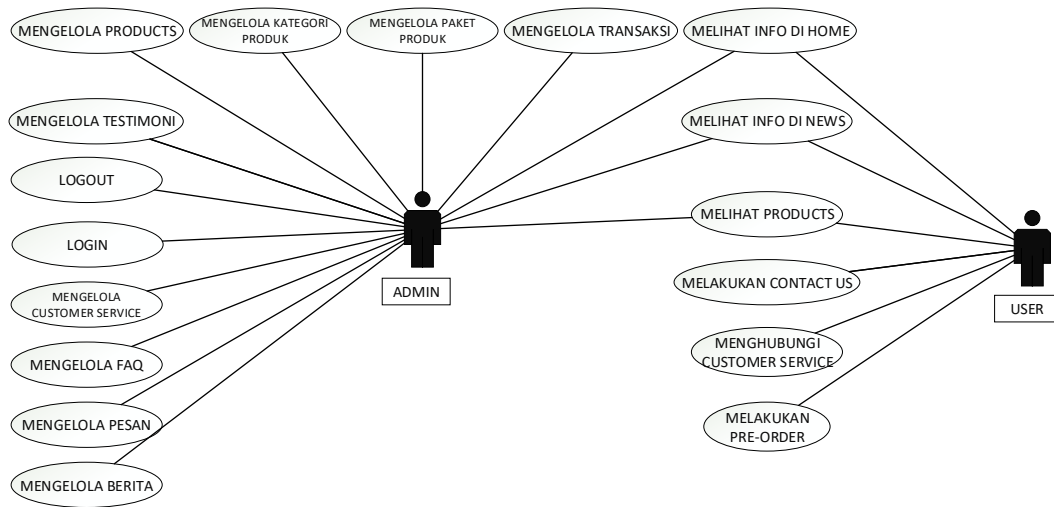 MENGELOLA PRODUCTS
MENGELOLA KATEGORI
PRODUK
MENGELOLA PAKET
PRODUK
MENGELOLA TRANSAKSI
MELIHAT INFO DI HOME
MENGELOLA TESTIMONI
MELIHAT INFO DI NEWS
LOGOUT
MELIHAT PRODUCTS
LOGIN
ADMIN
MELAKUKAN CONTACT US
USER
MENGELOLA
CUSTOMER SERVICE
MENGHUBUNGI
CUSTOMER SERVICE
MENGELOLA FAQ
MENGELOLA PESAN
MELAKUKAN
PRE-ORDER
MENGELOLA BERITA